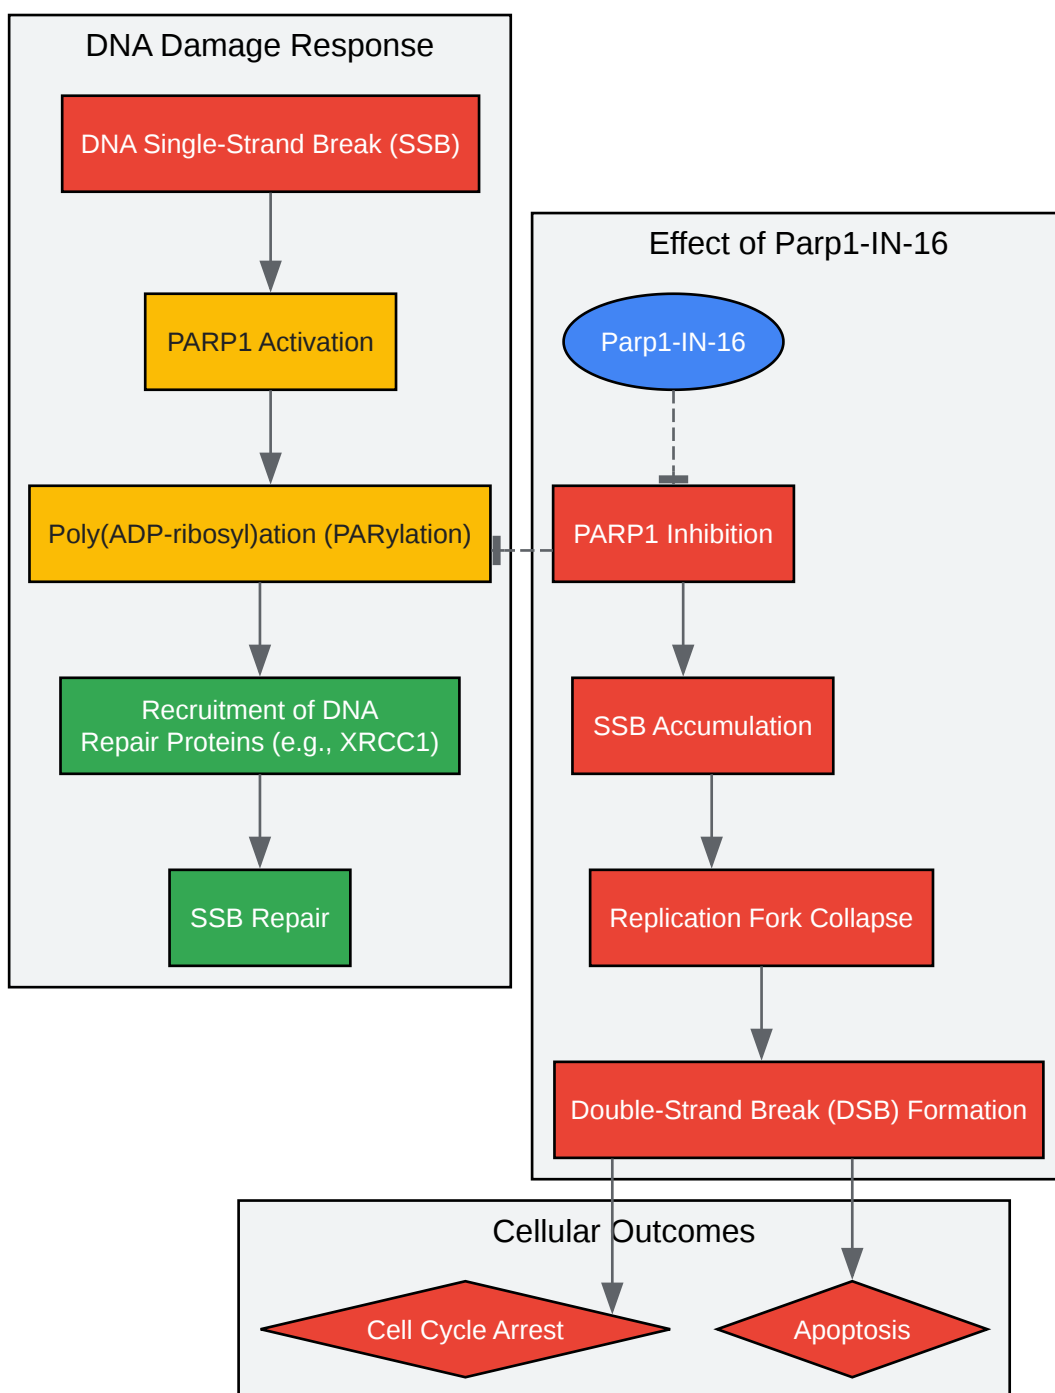 DNA Damage Response
DNA Single-Strand Break (SSB)
PARP1 Activation
Poly(ADP-ribosyl)ation (PARylation)
Recruitment of DNA
Repair Proteins (e.g., XRCC1)
SSB Repair
Effect of Parp1-IN-16
Parp1-IN-16
PARP1 Inhibition
SSB Accumulation
Replication Fork Collapse
Double-Strand Break (DSB) Formation
Cellular Outcomes
Cell Cycle Arrest
Apoptosis